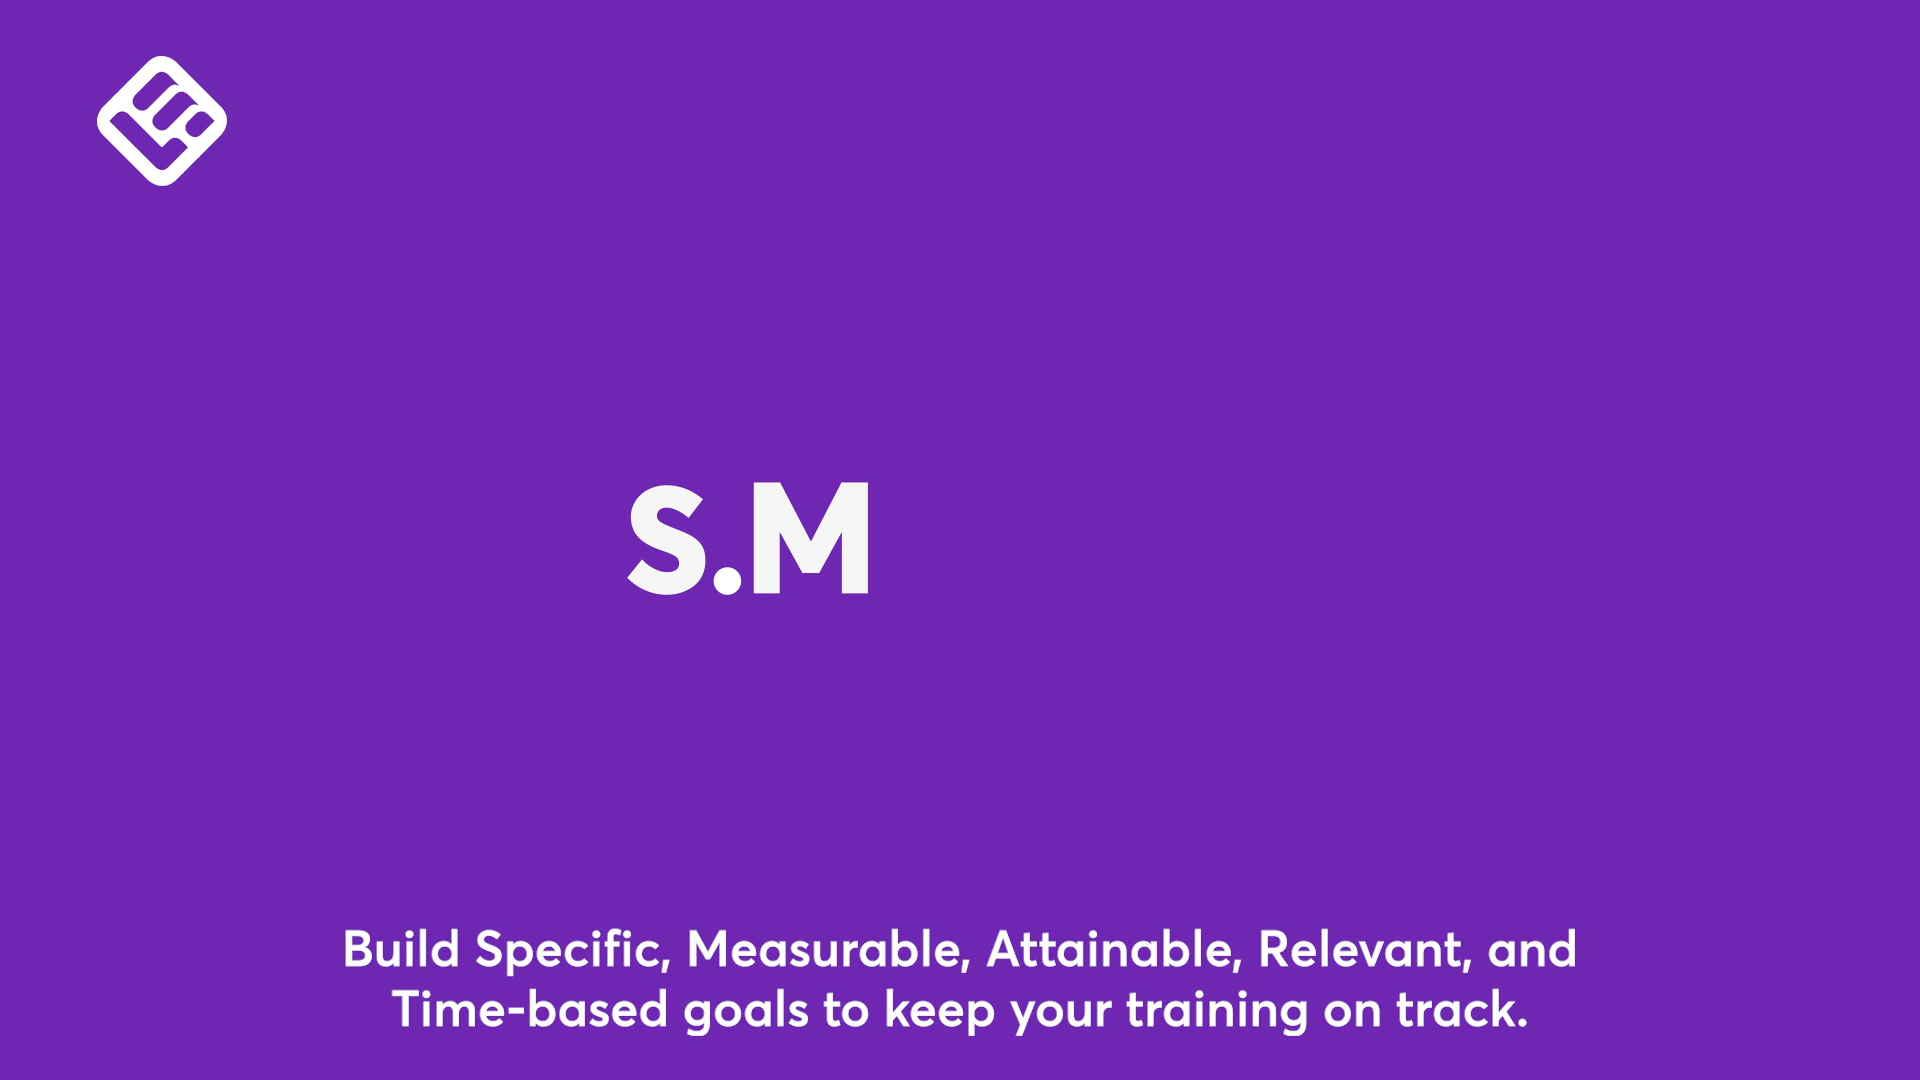 S.M
Build Specific, Measurable, Attainable, Relevant, and
Time-based goals to keep your training on track.